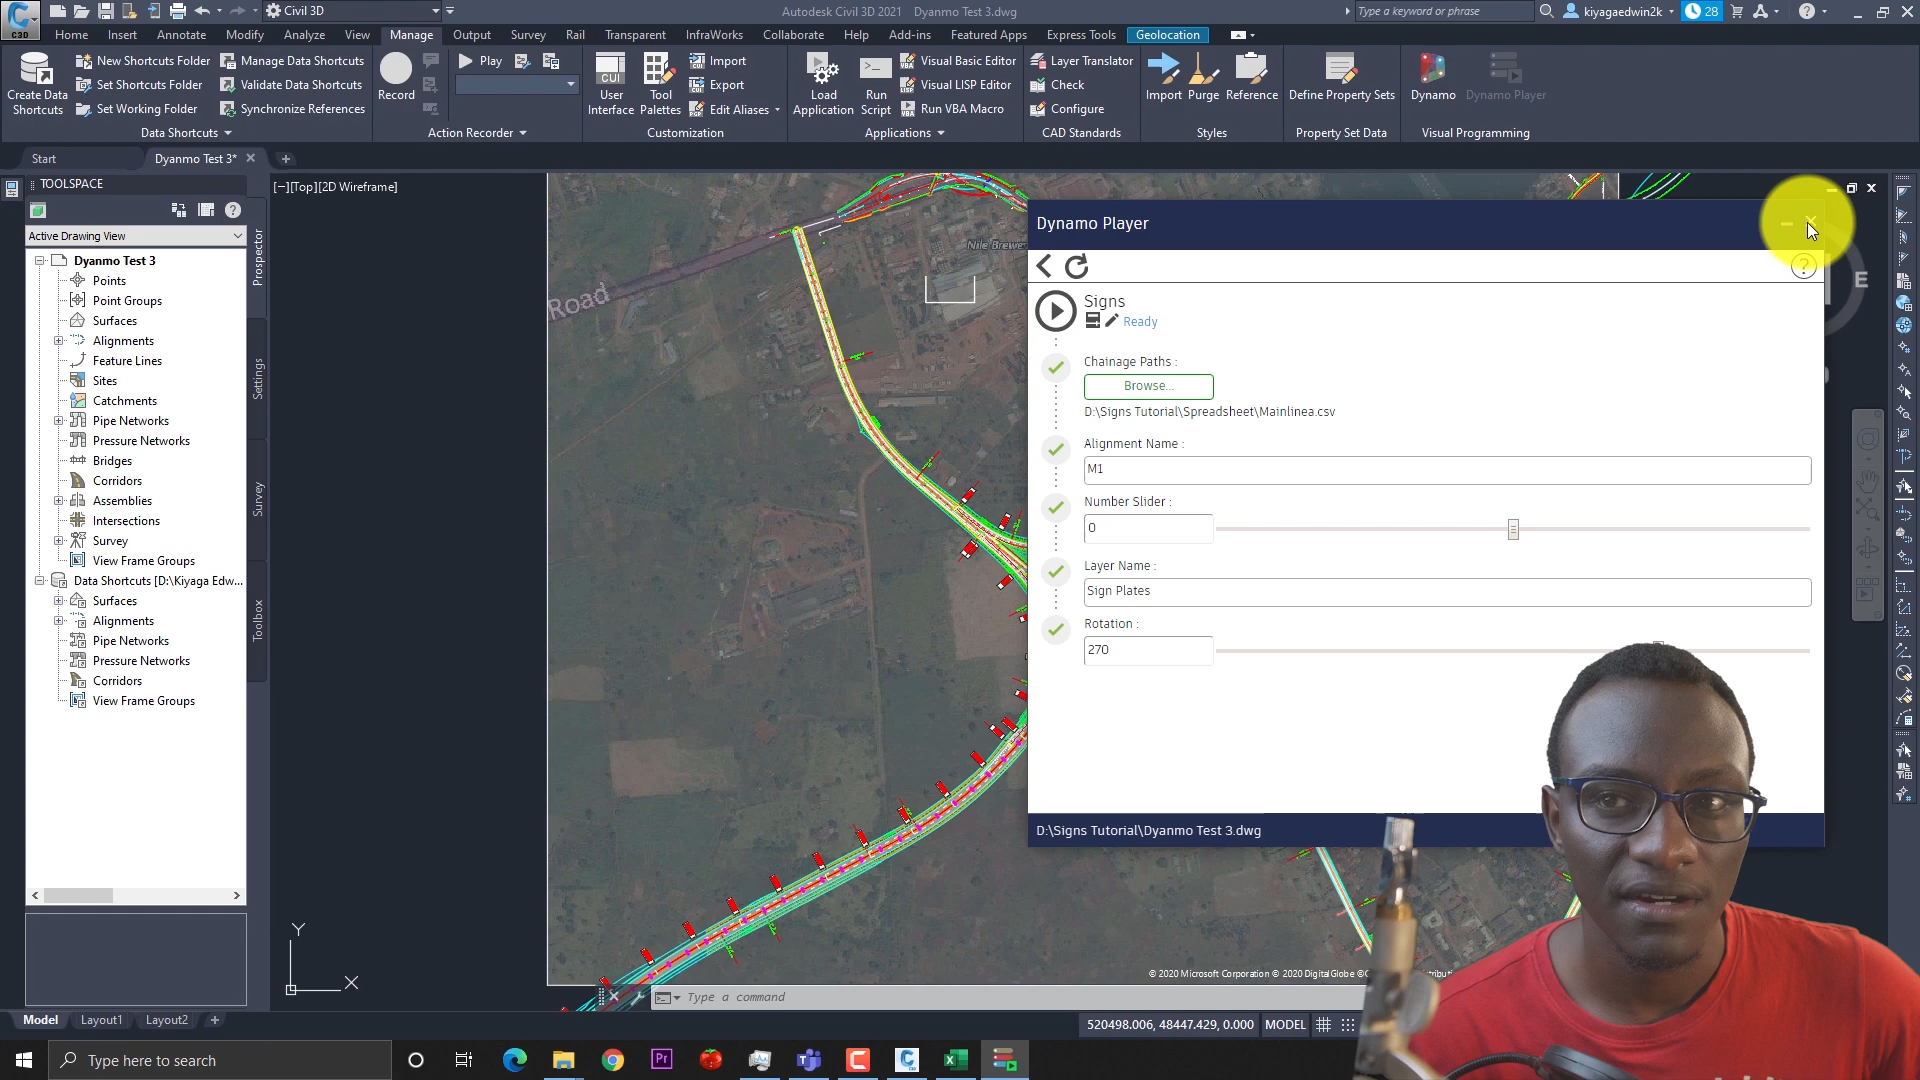 Civil 3D
Autodesk Civil 3D 2021 Dyanmo Test 3.dwg
Type a keyword or phrase
kiyagaedwin2k
28
C3D
Home Insert Annotate Modify Analyze View Manage Output Survey Rail Transparent InfraWorks Collaborate Help Add-ins Featured Apps Express Tools Geolocation
Create Data Shortcuts
New Shortcuts Folder
Set Shortcuts Folder
Set Working Folder
Manage Data Shortcuts
Validate Data Shortcuts
Synchronize References
Data Shortcuts
Record
Play
Action Recorder
CUI
User Interface
Tool Palettes
Import
Export
Edit Aliases
Customization
Load Application
Run Script
Visual Basic Editor
Visual LISP Editor
Run VBA Macro
Applications
Layer Translator
Check
Configure
CAD Standards
Import Purge Reference
Styles
Define Property Sets
Property Set Data
Dynamo Dynamo Player
Visual Programming
Start
Dyanmo Test 3*
TOOLSPACE
Active Drawing View
Dyanmo Test 3
Points
Point Groups
Surfaces
Alignments
Feature Lines
Sites
Catchments
Pipe Networks
Pressure Networks
Bridges
Corridors
Assemblies
Intersections
Survey
View Frame Groups
Data Shortcuts [D:\Kiyaga Edw...
Surfaces
Alignments
Pipe Networks
Pressure Networks
Corridors
View Frame Groups
Prospector
Settings
Survey
Toolbox
[−][Top][2D Wireframe]
Road
Nile Brewe
E
Dynamo Player
Signs
Ready
Chainage Paths :
Browse...
D:\Signs Tutorial\Spreadsheet\Mainlinea.csv
Alignment Name :
M1
Number Slider :
0
Layer Name :
Sign Plates
Rotation :
270
D:\Signs Tutorial\Dyanmo Test 3.dwg
© 2020 Microsoft Corporation © 2020 DigitalGlobe ©
Y
X
Type a command
Model Layout1 Layout2
520498.006, 48447.429, 0.000 MODEL
Type here to search
Pr